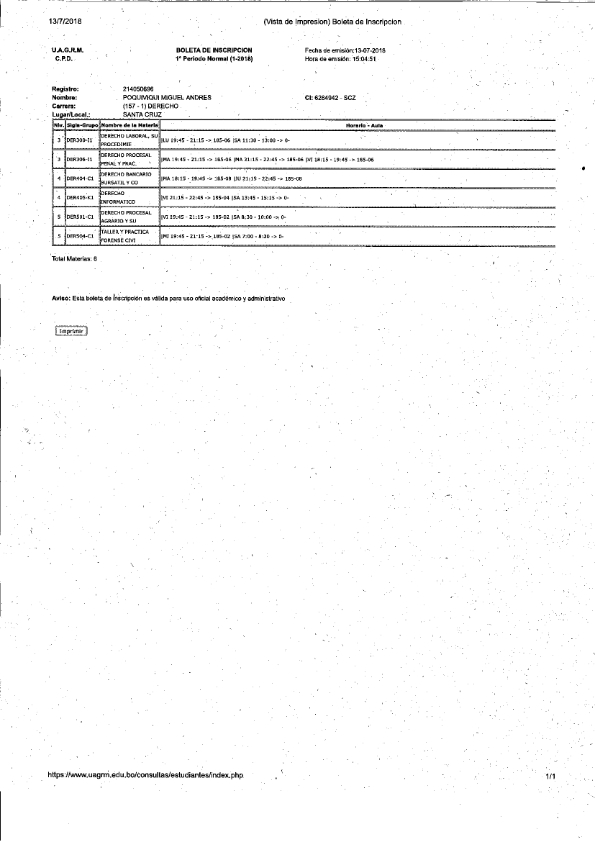 13/7/2018 (Vista de Impresion) Boleta de Inscripcion
U.A.G.R.M. BOLETA DE INSCRIPCION Fecha de emisión:13-07-2018
C.P.D. 1° Periodo Normal (1-2018) Hora de emisión: 15:04:51
Registro: 214050686
Nombre: POQUIVIQUI MIGUEL ANDRES CI: 6284942 - SCZ
Carrera: (157 - 1) DERECHO
Lugar/Local.: SANTA CRUZ
Niv. Sigla-Grupo Nombre de la Materia Horario - Aula
3 DERECHO LABORAL, SU PROCEDIMIE |LU 19:45 - 21:15 -> 185-06 |SA 11:30 - 13:00 -> 0-
3 DER306-I1 DERECHO PROCESAL PENAL Y PRAC. |MA 19:45 - 21:15 -> 185-06 |MA 21:15 - 22:45 -> 185-06 |VI 18:15 - 19:45 -> 185-06
4 DER404-C1 DERECHO BANCARIO BURSATIL Y CO |MA 18:15 - 19:45 -> 185-08 |JU 21:15 - 22:45 -> 185-08
4 DER405-C1 DERECHO INFORMATICO |VI 21:15 - 22:45 -> 185-04 |SA 13:45 - 15:15 -> 0-
5 DER501-C1 DERECHO PROCESAL AGRARIO Y SU |VI 19:45 - 21:15 -> 185-02 |SA 8:30 - 10:00 -> 0-
5 DER504-C1 TALLER Y PRACTICA FORENSE CIVI |MI 19:45 - 21:15 -> 185-02 |SA 7:00 - 8:30 -> 0-
Total Materias: 6
Aviso: Esta boleta de Inscripción es válida para uso oficial académico y administrativo
Imprimir
https://www.uagrm.edu.bo/consultas/estudiantes/index.php 1/1